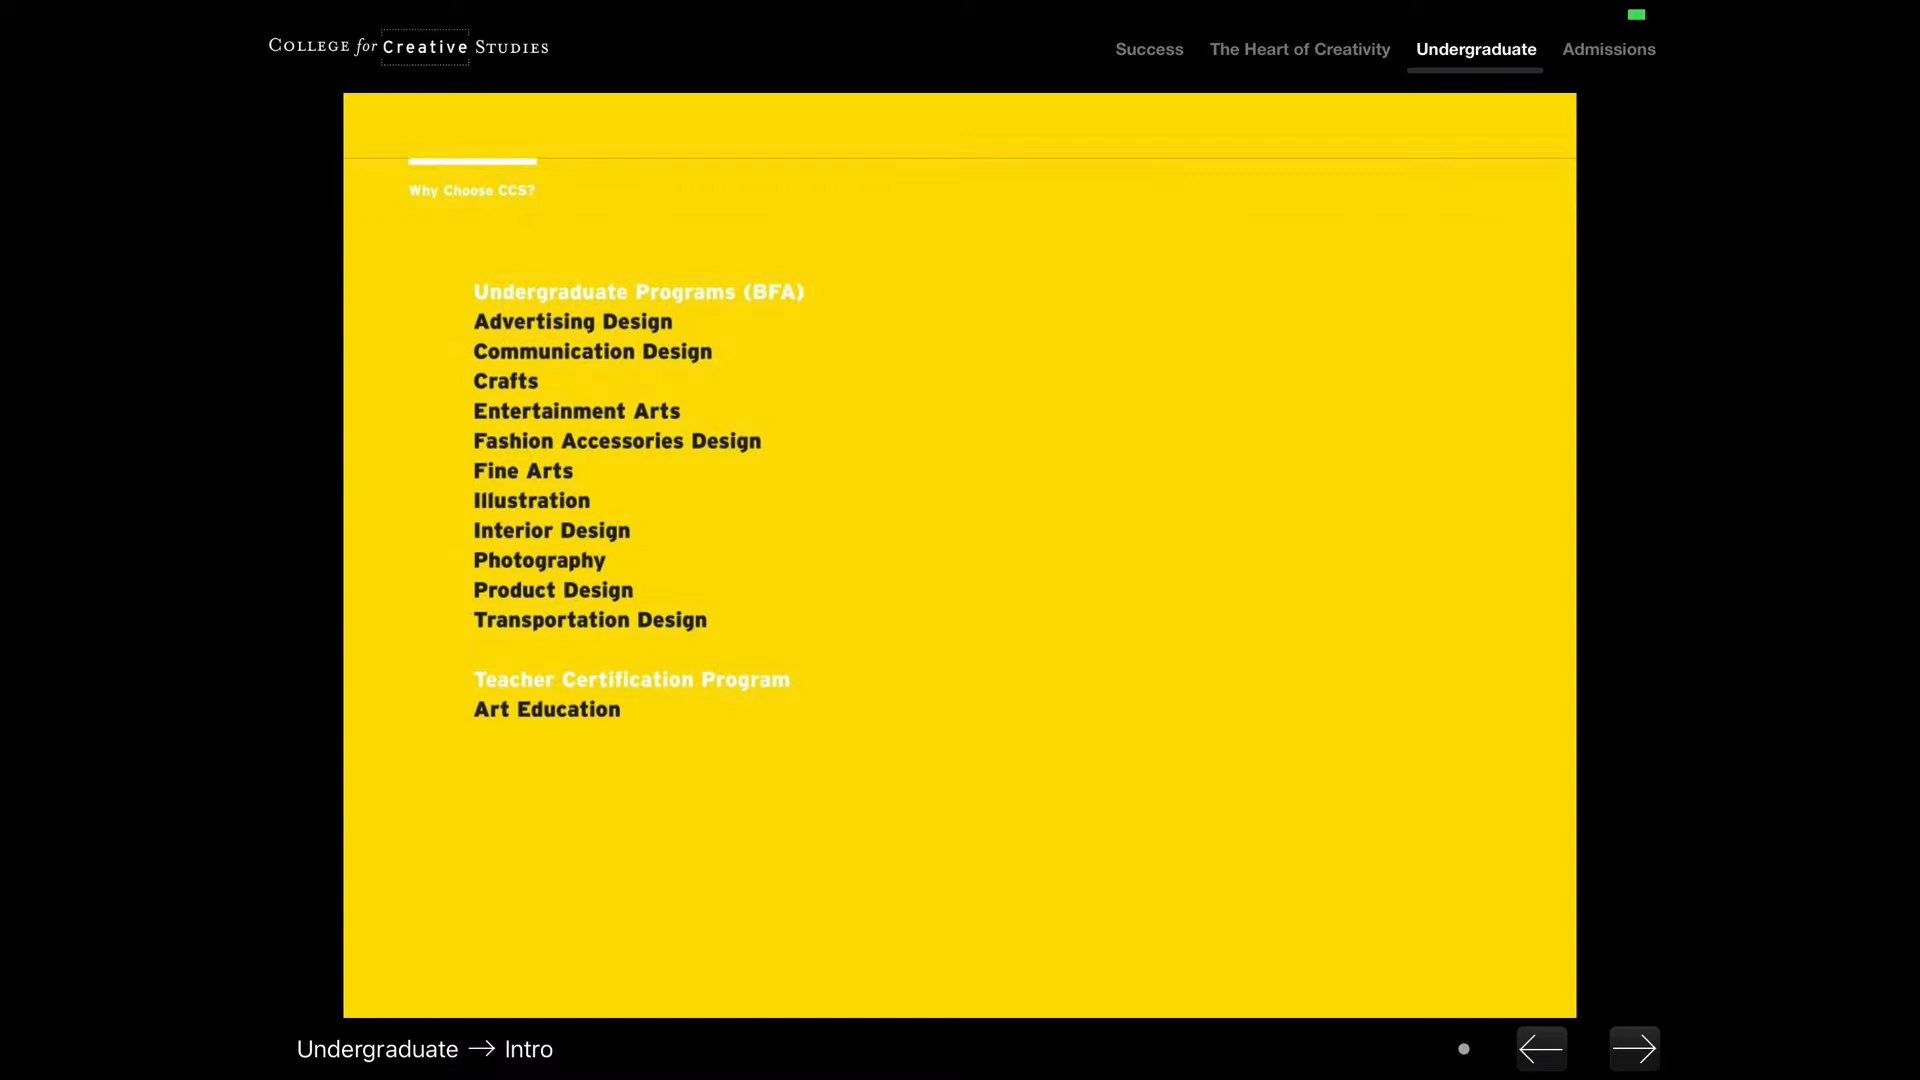 COLLEGE for Creative STUDIES
Success The Heart of Creativity Undergraduate Admissions
Why Choose CCS?
Undergraduate Programs (BFA)
Advertising Design
Communication Design
Crafts
Entertainment Arts
Fashion Accessories Design
Fine Arts
Illustration
Interior Design
Photography
Product Design
Transportation Design
Teacher Certification Program
Art Education
Undergraduate → Intro